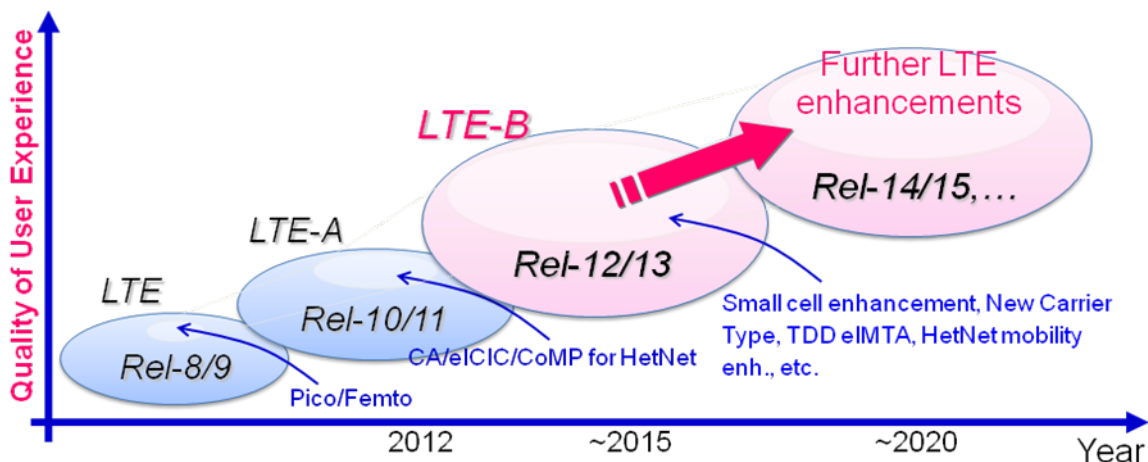 Quality of User Experience
Further LTE
enhancements
LTE-B
Rel-14/15,…
LTE-A
Rel-12/13
LTE
Rel-10/11
Small cell enhancement, New Carrier
Type, TDD eIMTA, HetNet mobility
enh., etc.
CA/eICIC/CoMP for HetNet
Rel-8/9
Pico/Femto
2012
~2015
~2020
Year